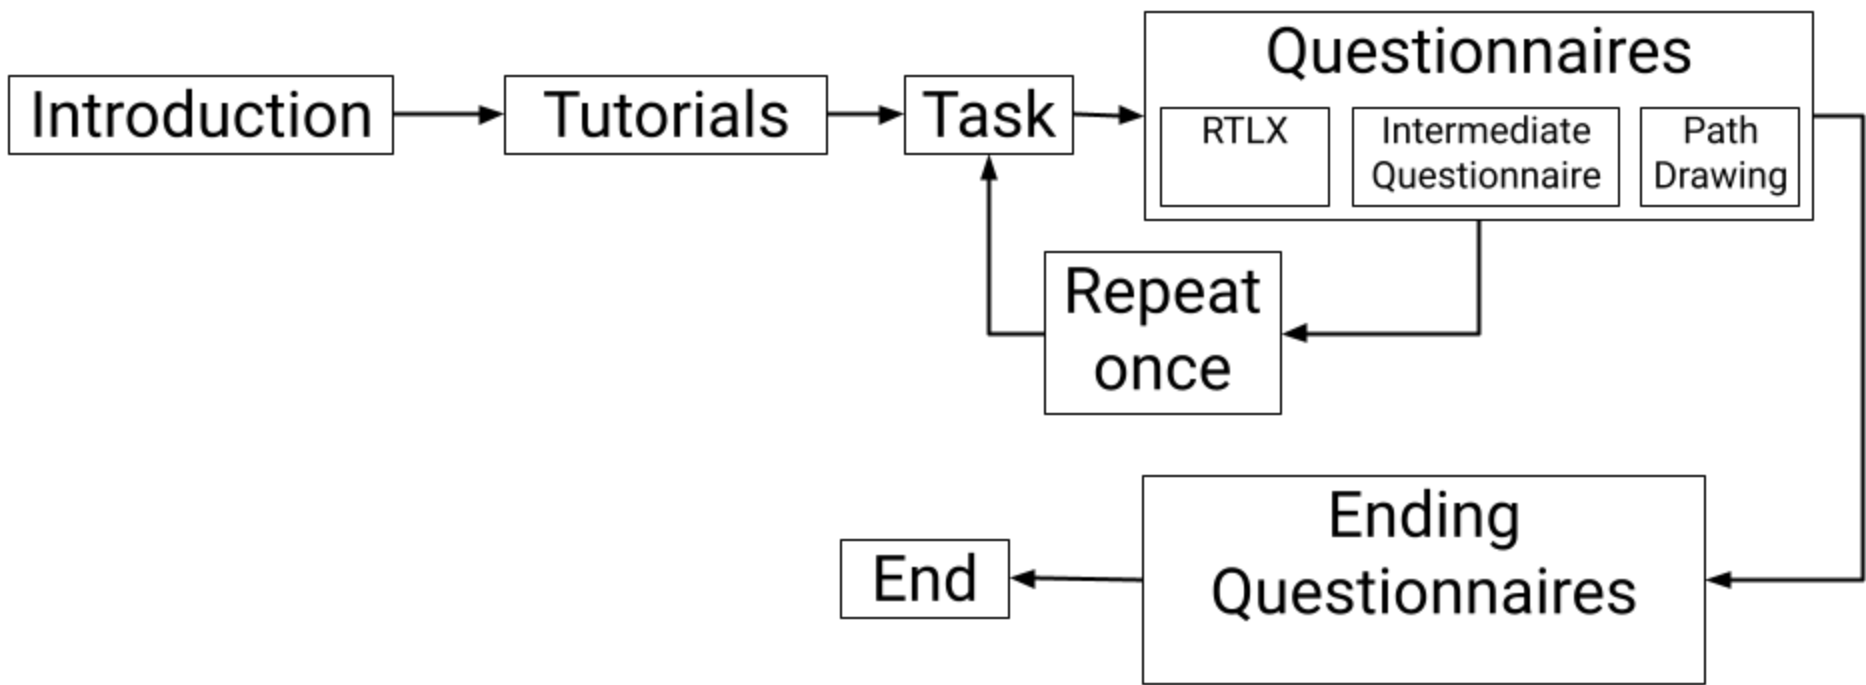 Introduction
Tutorials
Task
Questionnaires
RTLX
Intermediate
Questionnaire
Path
Drawing
Repeat
once
Ending
Questionnaires
End